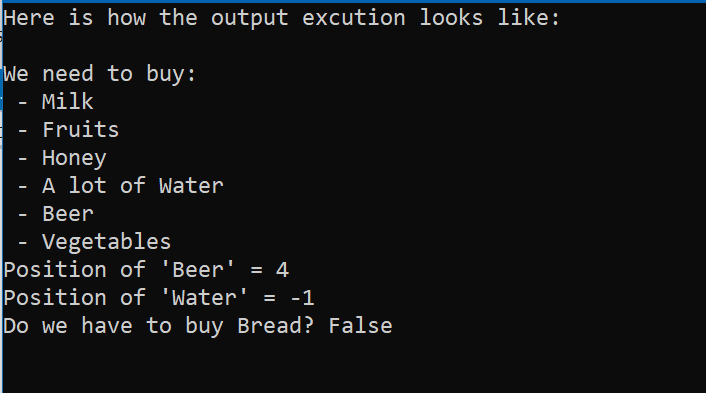 Here is how the output excution looks like:
We need to buy:
- Milk
- Fruits
- Honey
- A lot of Water
- Beer
- Vegetables
Position of 'Beer' = 4
Position of 'Water' = -1
Do we have to buy Bread? False